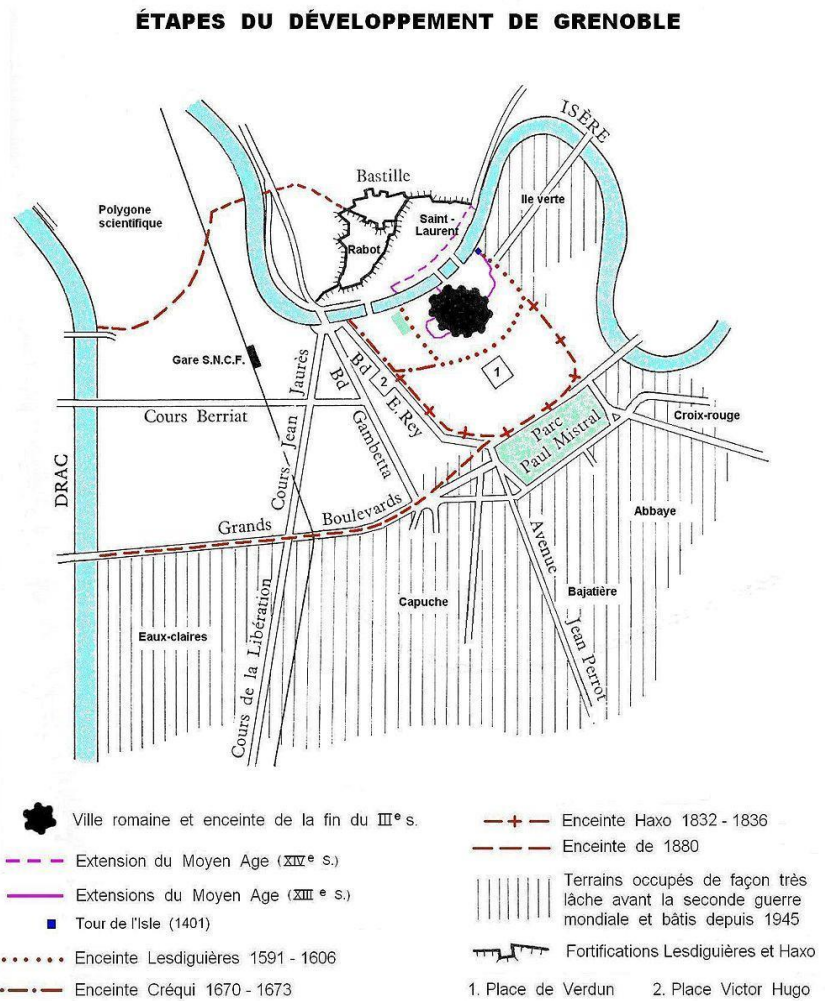 ÉTAPES DU DÉVELOPPEMENT DE GRENOBLE
ISÈRE
Bastille
Polygone
scientifique
Saint-
Laurent
Ile verte
Rabot
Gare S.N.C.F.
1
2
Bd E. Rey
Bd Gambetta
Cours Jean Jaurès
Cours Berriat
Parc
Paul Mistral
Croix-rouge
DRAC
Grands Boulevards
Abbaye
Avenue Jean Perrot
Capuche
Bajatière
Eaux-claires
Cours de la Libération
Ville romaine et enceinte de la fin du IIIe s.
Extension du Moyen Age (XIVe s.)
Extensions du Moyen Age (XIIIe s.)
Tour de l'Isle (1401)
Enceinte Lesdiguières 1591 - 1606
Enceinte Créqui 1670 - 1673
Enceinte Haxo 1832 - 1836
Enceinte de 1880
Terrains occupés de façon très
lâche avant la seconde guerre
mondiale et bâtis depuis 1945
Fortifications Lesdiguières et Haxo
1. Place de Verdun 2. Place Victor Hugo